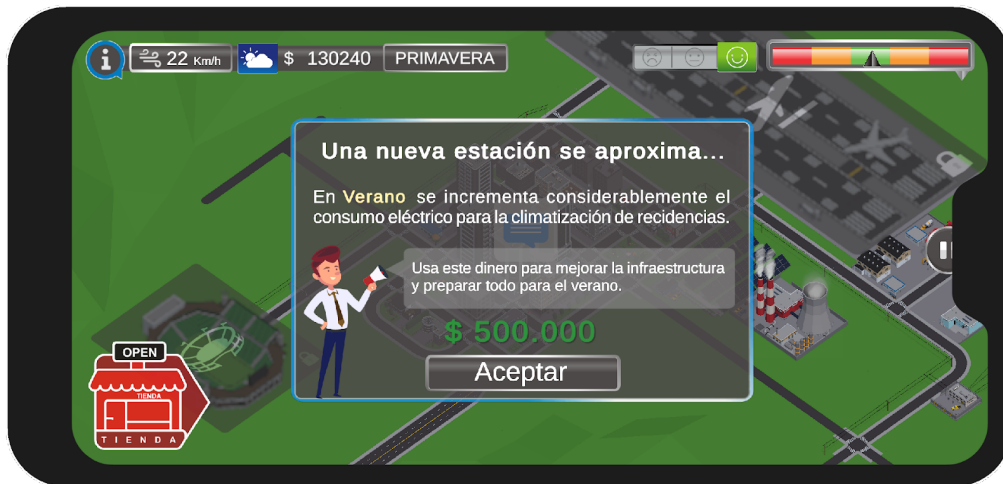 22 Km/h
$ 130240
PRIMAVERA
Una nueva estación se aproxima...
En Verano se incrementa considerablemente el
consumo eléctrico para la climatización de recidencias.
Usa este dinero para mejorar la infraestructura
y preparar todo para el verano.
$ 500.000
Aceptar
OPEN
TIENDA
TIENDA